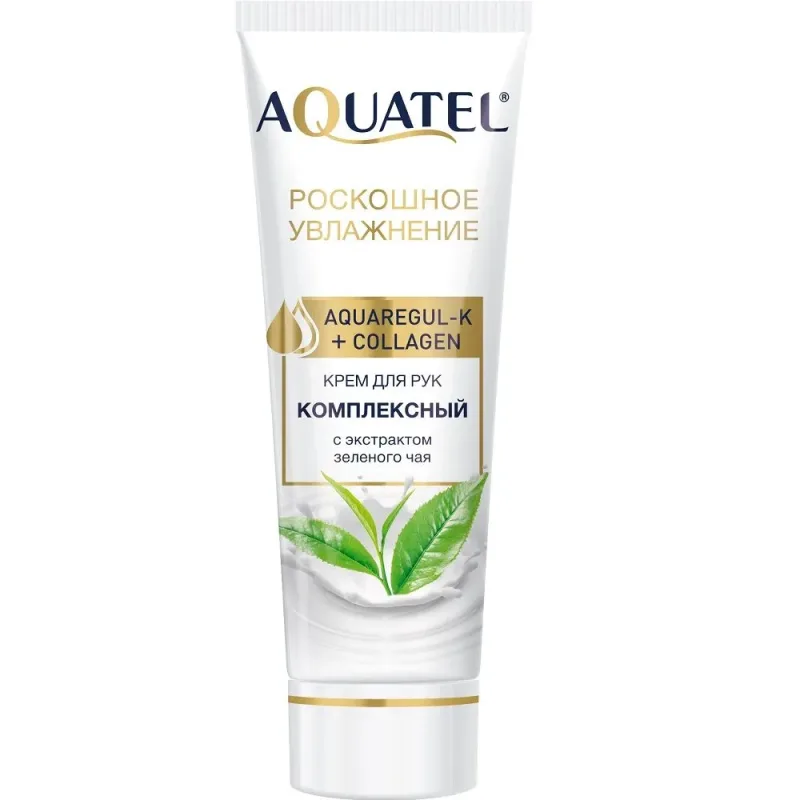 AQUATEL®
РОСКОШНОЕ
УВЛАЖНЕНИЕ
AQUAREGUL-K
+ COLLAGEN
КРЕМ ДЛЯ РУК
КОМПЛЕКСНЫЙ
с экстрактом
зеленого чая